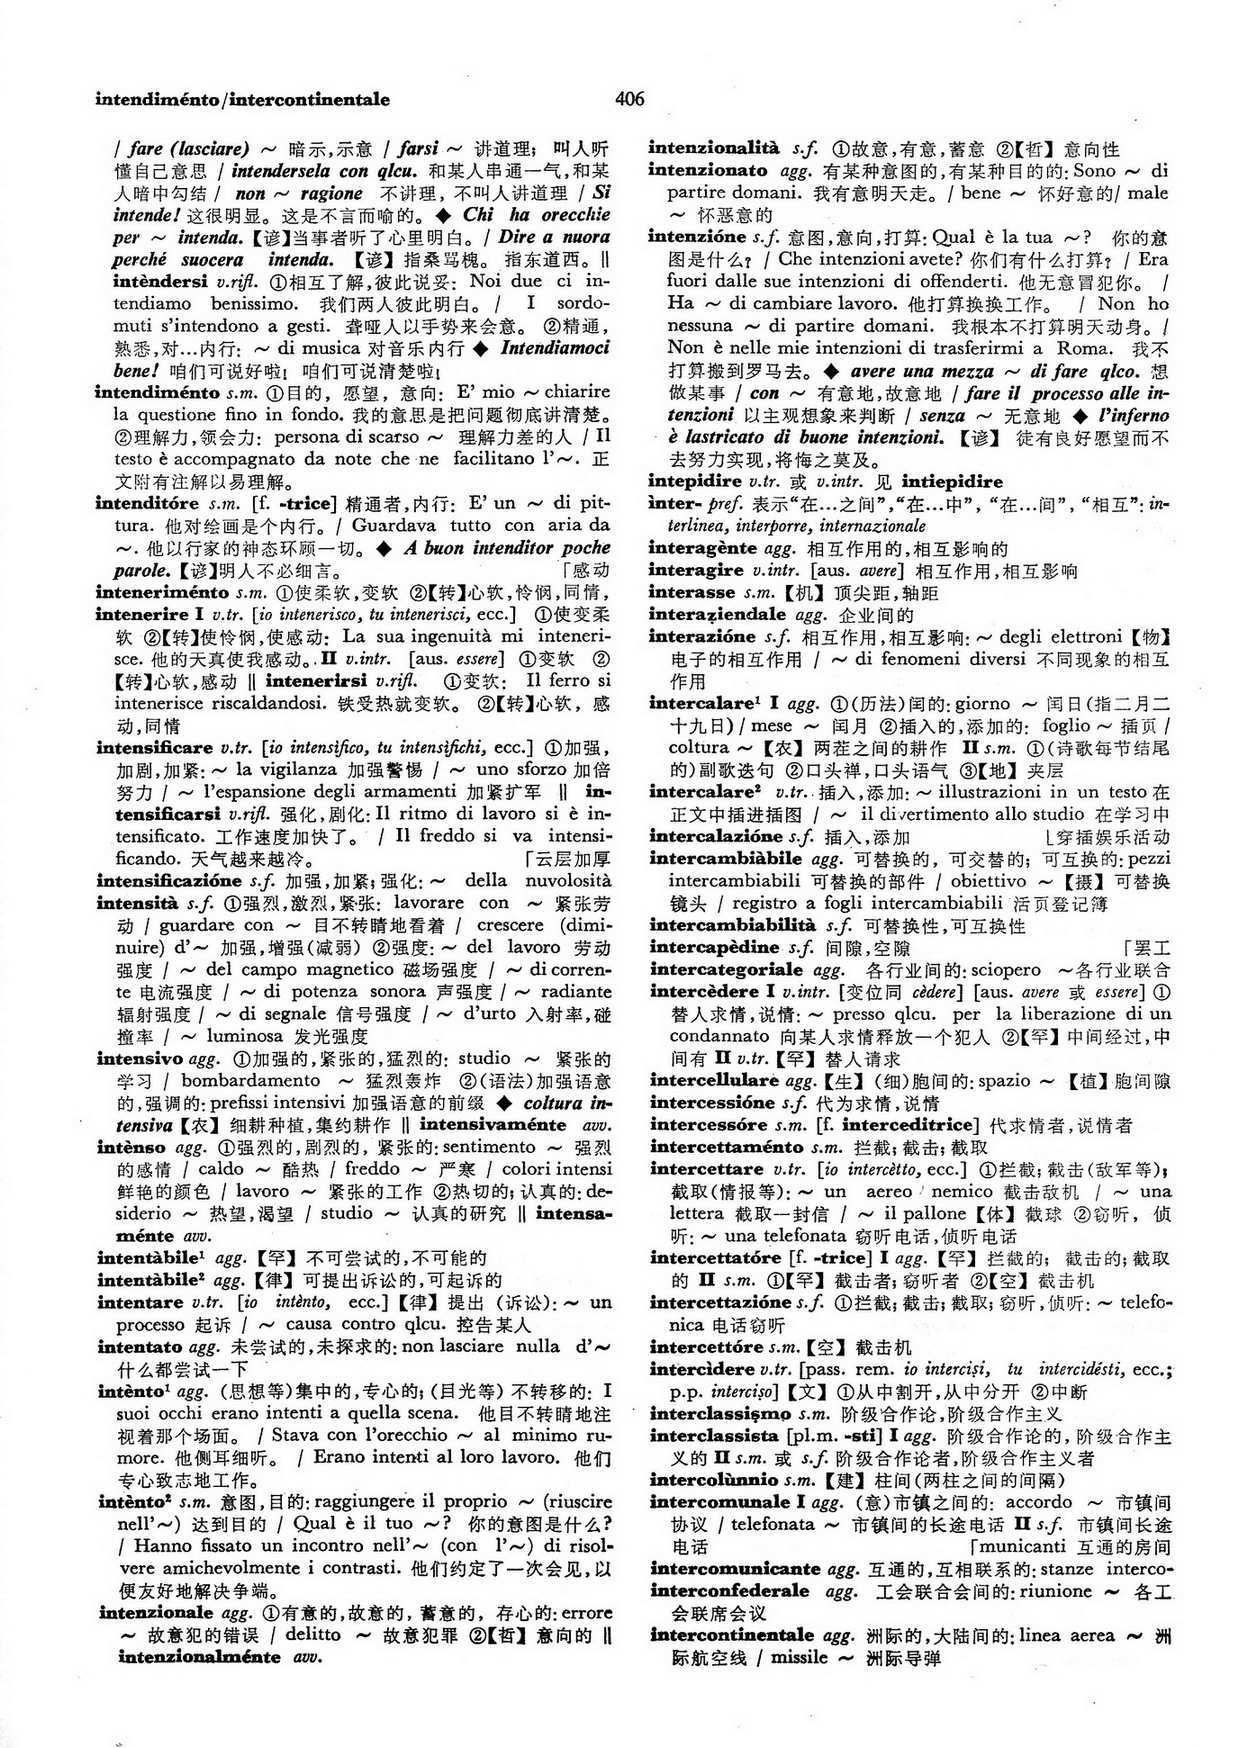 intendiménto/intercontinentale
406
/ fare (lasciare) ～ 暗示,示意 / farsi ～ 讲道理; 叫人听
懂自己意思 / intendersela con qlcu. 和某人串通一气,和某
人暗中勾结 / non ～ ragione 不讲理, 不叫人讲道理 / Si
intende! 这很明显。这是不言而喻的。◆ Chi ha orecchie
per ～ intenda.【谚】当事者听了心里明白。/ Dire a nuora
perché suocera intenda.【谚】指桑骂槐。指东道西。‖
intèndersi v.rifl. ①相互了解,彼此说妥: Noi due ci in-
tendiamo benissimo. 我们两人彼此明白。/ I sordo-
muti s'intendono a gesti. 聋哑人以手势来会意。②精通,
熟悉,对…内行: ～ di musica 对音乐内行 ◆ Intendiamoci
bene! 咱们可说好啦! 咱们可说清楚啦!
intendiménto s.m. ①目的, 愿望, 意向: E' mio ～ chiarire
la questione fino in fondo. 我的意思是把问题彻底讲清楚。
②理解力,领会力: persona di scarso ～ 理解力差的人 / Il
testo è accompagnato da note che ne facilitano l'～. 正
文附有注解以易理解。
intenditóre s.m. [f. -trice] 精通者,内行: E' un ～ di pit-
tura. 他对绘画是个内行。/ Guardava tutto con aria da
～. 他以行家的神态环顾一切。◆ A buon intenditor poche
parole.【谚】明人不必细言。 「感动
inteneriménto s.m. ①使柔软,变软 ②【转】心软,怜悯,同情,
intenerire I v.tr. [io intenerisco, tu intenerisci, ecc.] ①使变柔
软 ②【转】使怜悯,使感动: La sua ingenuità mi inteneri-
sce. 他的天真使我感动。II v.intr. [aus. essere] ①变软 ②
【转】心软,感动 ‖ intenerirsi v.rifl. ①变软: Il ferro si
intenerisce riscaldandosi. 铁受热就变软。②【转】心软, 感
动,同情
intensificare v.tr. [io intensìfico, tu intensìfichi, ecc.] ①加强,
加剧,加紧: ～ la vigilanza 加强警惕 / ～ uno sforzo 加倍
努力 / ～ l'espansione degli armamenti 加紧扩军 ‖ in-
tensificarsi v.rifl. 强化,剧化: Il ritmo di lavoro si è in-
tensificato. 工作速度加快了。/ Il freddo si va intensi-
ficando. 天气越来越冷。 「云层加厚
intensificazióne s.f. 加强,加紧;强化: ～ della nuvolosità
intensità s.f. ①强烈,激烈,紧张: lavorare con ～ 紧张劳
动 / guardare con ～ 目不转睛地看着 / crescere (dimi-
nuire) d'～ 加强,增强(减弱) ②强度: ～ del lavoro 劳动
强度 / ～ del campo magnetico 磁场强度 / ～ di corren-
te 电流强度 / ～ di potenza sonora 声强度 / ～ radiante
辐射强度 / ～ di segnale 信号强度 / ～ d'urto 入射率,碰
撞率 / ～ luminosa 发光强度
intensivo agg. ①加强的,紧张的,猛烈的: studio ～ 紧张的
学习 / bombardamento ～ 猛烈轰炸 ②(语法)加强语意
的,强调的: prefissi intensivi 加强语意的前缀 ◆ coltura in-
tensiva【农】细耕种植,集约耕作 ‖ intensivaménte avv.
intènso agg. ①强烈的,剧烈的, 紧张的: sentimento ～ 强烈
的感情 / caldo ～ 酷热 / freddo ～ 严寒 / colori intensi
鲜艳的颜色 / lavoro ～ 紧张的工作 ②热切的; 认真的: de-
siderio ～ 热望,渴望 / studio ～ 认真的研究 ‖ intensa-
ménte avv.
intentàbile¹ agg.【罕】不可尝试的,不可能的
intentàbile² agg.【律】可提出诉讼的,可起诉的
intentare v.tr. [io intènto, ecc.]【律】提出 (诉讼): ～ un
processo 起诉 / ～ causa contro qlcu. 控告某人
intentato agg. 未尝试的,未探求的: non lasciare nulla d'～
什么都尝试一下
intènto¹ agg. (思想等)集中的,专心的; (目光等) 不转移的: I
suoi occhi erano intenti a quella scena. 他目不转睛地注
视着那个场面。/ Stava con l'orecchio ～ al minimo ru-
more. 他侧耳细听。/ Erano intenti al loro lavoro. 他们
专心致志地工作。
intènto² s.m. 意图,目的: raggiungere il proprio ～ (riuscire
nell'～) 达到目的 / Qual è il tuo ～? 你的意图是什么?
/ Hanno fissato un incontro nell'～ (con l'～) di risol-
vere amichevolmente i contrasti. 他们约定了一次会见,以
便友好地解决争端。
intenzionale agg. ①有意的,故意的, 蓄意的, 存心的: errore
～ 故意犯的错误 / delitto ～ 故意犯罪 ②【哲】意向的 ‖
intenzionalménte avv.
intenzionalità s.f. ①故意,有意,蓄意 ②【哲】意向性
intenzionato agg. 有某种意图的,有某种目的的: Sono ～ di
partire domani. 我有意明天走。/ bene ～ 怀好意的/ male
～ 怀恶意的
intenzióne s.f. 意图,意向,打算: Qual è la tua ～? 你的意
图是什么? / Che intenzioni avete? 你们有什么打算? / Era
fuori dalle sue intenzioni di offenderti. 他无意冒犯你。/
Ha ～ di cambiare lavoro. 他打算换换工作。/ Non ho
nessuna ～ di partire domani. 我根本不打算明天动身。/
Non è nelle mie intenzioni di trasferirmi a Roma. 我不
打算搬到罗马去。◆ avere una mezza ～ di fare qlco. 想
做某事 / con ～ 有意地,故意地 / fare il processo alle in-
tenzioni 以主观想象来判断 / senza ～ 无意地 ◆ l'inferno
è lastricato di buone intenzioni.【谚】徒有良好愿望而不
去努力实现,将悔之莫及。
intepidire v.tr. 或 v.intr. 见 intiepidire
ìnter- pref. 表示“在…之间”,“在…中”, “在…间”, “相互”: in-
terlinea, interporre, internazionale
interagènte agg. 相互作用的,相互影响的
interagire v.intr. [aus. avere] 相互作用,相互影响
interasse s.m.【机】顶尖距,轴距
interaziendale agg. 企业间的
interazióne s.f. 相互作用,相互影响: ～ degli elettroni【物】
电子的相互作用 / ～ di fenomeni diversi 不同现象的相互
作用
intercalare¹ I agg. ①(历法)闰的: giorno ～ 闰日(指二月二
十九日) / mese ～ 闰月 ②插入的,添加的: foglio ～ 插页 /
coltura ～【农】两茬之间的耕作 II s.m. ①(诗歌每节结尾
的)副歌迭句 ②口头禅,口头语气 ③【地】夹层
intercalare² v.tr. 插入,添加: ～ illustrazioni in un testo 在
正文中插进插图 / ～ il divertimento allo studio 在学习中
intercalazióne s.f. 插入,添加 ⌊穿插娱乐活动
intercambiàbile agg. 可替换的, 可交替的; 可互换的: pezzi
intercambiabili 可替换的部件 / obiettivo ～【摄】可替换
镜头 / registro a fogli intercambiabili 活页登记簿
intercambiabilità s.f. 可替换性,可互换性
intercapèdine s.f. 间隙,空隙 「罢工
intercategoriale agg. 各行业间的: sciopero ～各行业联合
intercèdere I v.intr. [变位同 cèdere] [aus. avere 或 essere] ①
替人求情,说情: ～ presso qlcu. per la liberazione di un
condannato 向某人求情释放一个犯人 ②【罕】中间经过,中
间有 II v.tr.【罕】替人请求
intercellulare agg.【生】(细)胞间的: spazio ～【植】胞间隙
intercessióne s.f. 代为求情,说情
intercessóre s.m. [f. interceditrice] 代求情者,说情者
intercettaménto s.m. 拦截; 截击; 截取
intercettare v.tr. [io intercètto, ecc.] ①拦截; 截击(敌军等);
截取(情报等): ～ un aereo nemico 截击敌机 / ～ una
lettera 截取一封信 / ～ il pallone【体】截球 ②窃听, 侦
听: ～ una telefonata 窃听电话,侦听电话
intercettatóre [f. -trice] I agg.【罕】拦截的; 截击的; 截取
的 II s.m. ①【罕】截击者; 窃听者 ②【空】截击机
intercettazióne s.f. ①拦截; 截击; 截取; 窃听,侦听: ～ telefo-
nica 电话窃听
intercettóre s.m.【空】截击机
intercìdere v.tr. [pass. rem. io intercisi, tu intercidésti, ecc.;
p.p. interciso]【文】①从中割开,从中分开 ②中断
interclassismo s.m. 阶级合作论,阶级合作主义
interclassista [pl.m. -sti] I agg. 阶级合作论的, 阶级合作主
义的 II s.m. 或 s.f. 阶级合作论者,阶级合作主义者
intercolùnnio s.m.【建】柱间(两柱之间的间隔)
intercomunale I agg. (意)市镇之间的: accordo ～ 市镇间
协议 / telefonata ～ 市镇间的长途电话 II s.f. 市镇间长途
电话 「municanti 互通的房间
intercomunicante agg. 互通的,互相联系的: stanze interco-
interconfederale agg. 工会联合会间的: riunione ～ 各工
会联席会议
intercontinentale agg. 洲际的,大陆间的: linea aerea ～ 洲
际航空线 / missile ～ 洲际导弹